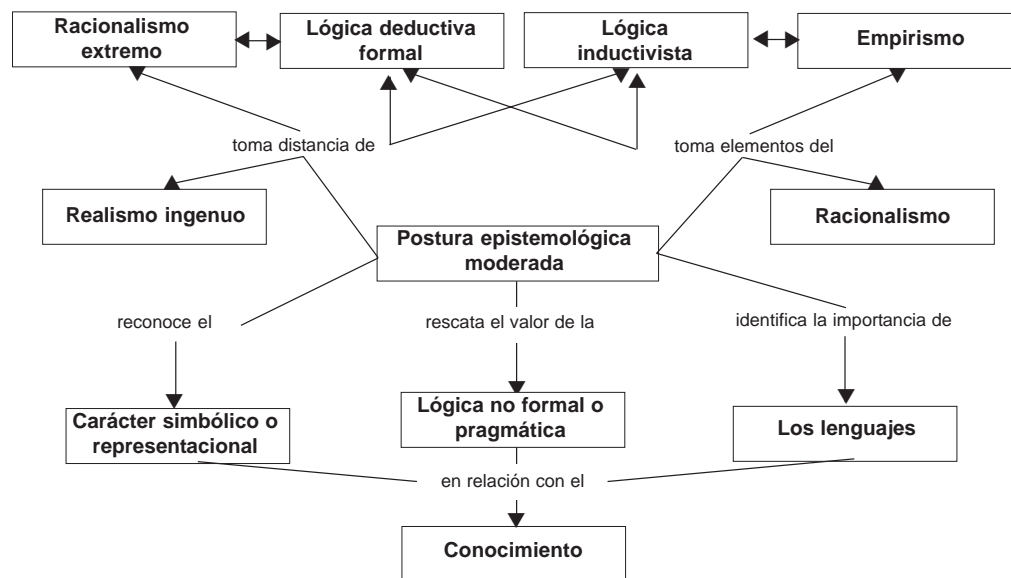 Racionalismo
extremo
Lógica deductiva
formal
Lógica
inductivista
Empirismo
toma distancia de
toma elementos del
Realismo ingenuo
Racionalismo
Postura epistemológica
moderada
reconoce el
rescata el valor de la
identifica la importancia de
Carácter simbólico o
representacional
Lógica no formal o
pragmática
Los lenguajes
en relación con el
Conocimiento